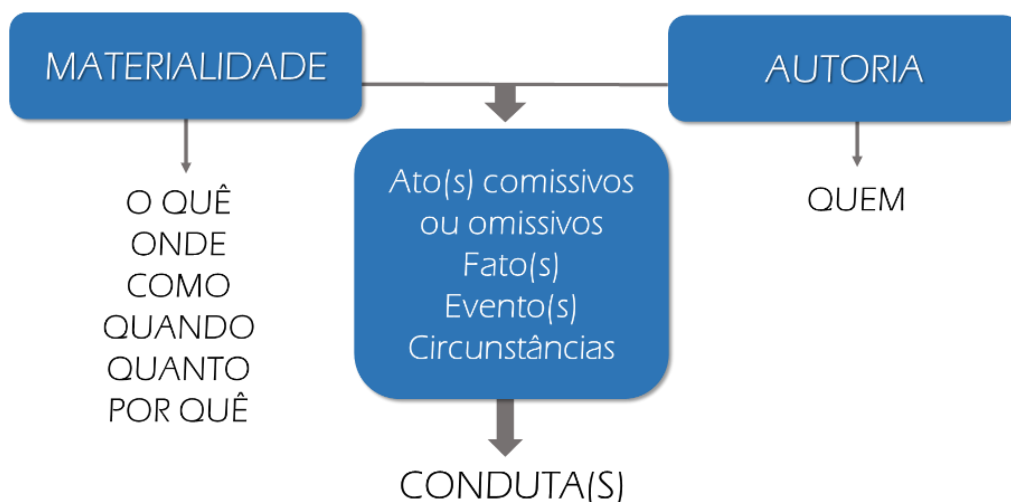 MATERIALIDADE
AUTORIA
O QUÊ
ONDE
COMO
QUANDO
QUANTO
POR QUÊ
Ato(s) comissivos
ou omissivos
Fato(s)
Evento(s)
Circunstâncias
QUEM
CONDUTA(S)